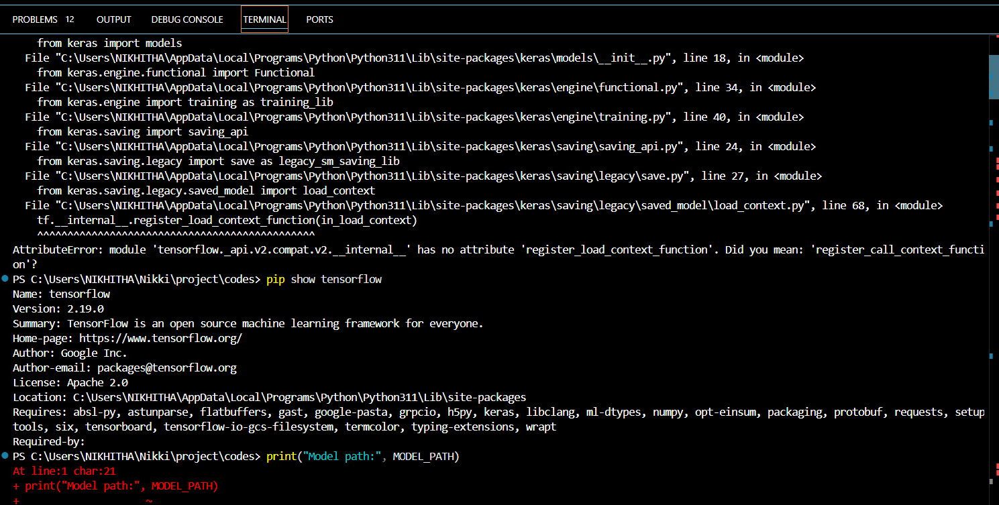 PROBLEMS 12 OUTPUT DEBUG CONSOLE TERMINAL PORTS
from keras import models
File "C:\Users\NIKHITHA\AppData\Local\Programs\Python\Python311\Lib\site-packages\keras\models\__init__.py", line 18, in <module>
from keras.engine.functional import Functional
File "C:\Users\NIKHITHA\AppData\Local\Programs\Python\Python311\Lib\site-packages\keras\engine\functional.py", line 34, in <module>
from keras.engine import training as training_lib
File "C:\Users\NIKHITHA\AppData\Local\Programs\Python\Python311\Lib\site-packages\keras\engine\training.py", line 40, in <module>
from keras.saving import saving_api
File "C:\Users\NIKHITHA\AppData\Local\Programs\Python\Python311\Lib\site-packages\keras\saving\saving_api.py", line 24, in <module>
from keras.saving.legacy import save as legacy_sm_saving_lib
File "C:\Users\NIKHITHA\AppData\Local\Programs\Python\Python311\Lib\site-packages\keras\saving\legacy\save.py", line 27, in <module>
from keras.saving.legacy.saved_model import load_context
File "C:\Users\NIKHITHA\AppData\Local\Programs\Python\Python311\Lib\site-packages\keras\saving\legacy\saved_model\load_context.py", line 68, in <module>
tf.__internal__.register_load_context_function(in_load_context)
^^^^^^^^^^^^^^^^^^^^^^^^^^^^^^^^^^^^^^^^^^^^^^
AttributeError: module 'tensorflow._api.v2.compat.v2.__internal__' has no attribute 'register_load_context_function'. Did you mean: 'register_call_context_functi
on'?
PS C:\Users\NIKHITHA\Nikki\project\codes> pip show tensorflow
Name: tensorflow
Version: 2.19.0
Summary: TensorFlow is an open source machine learning framework for everyone.
Home-page: https://www.tensorflow.org/
Author: Google Inc.
Author-email: packages@tensorflow.org
License: Apache 2.0
Location: C:\Users\NIKHITHA\AppData\Local\Programs\Python\Python311\Lib\site-packages
Requires: absl-py, astunparse, flatbuffers, gast, google-pasta, grpcio, h5py, keras, libclang, ml-dtypes, numpy, opt-einsum, packaging, protobuf, requests, setup
tools, six, tensorboard, tensorflow-io-gcs-filesystem, termcolor, typing-extensions, wrapt
Required-by:
PS C:\Users\NIKHITHA\Nikki\project\codes> print("Model path:", MODEL_PATH)
At line:1 char:21
+ print("Model path:", MODEL_PATH)
+ ~